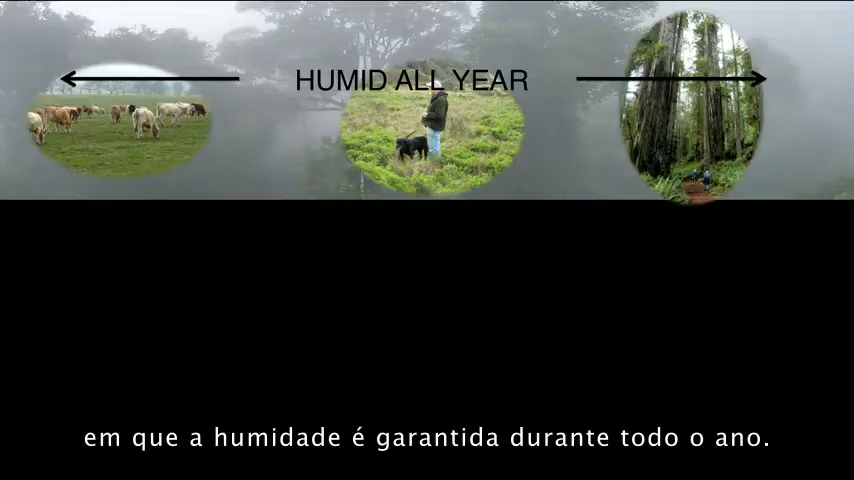 HUMID ALL YEAR
em que a humidade é garantida durante todo o ano.